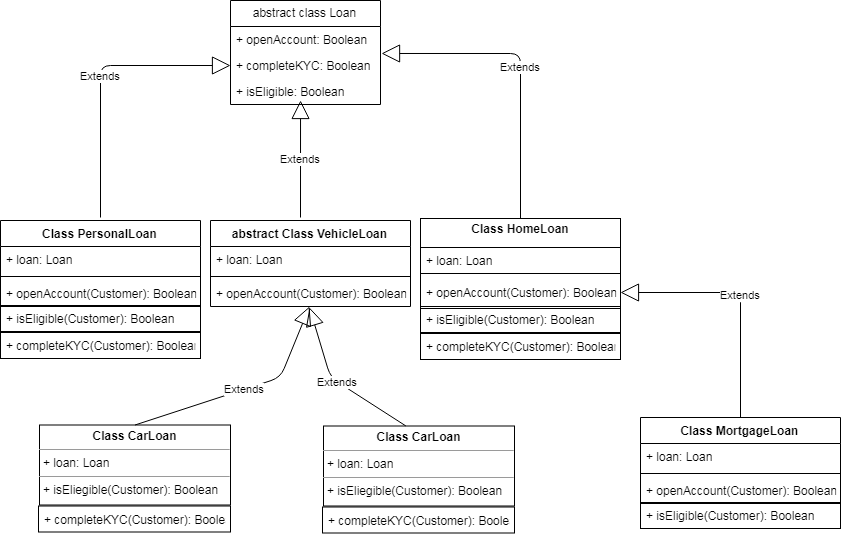 abstract class Loan
+ openAccount: Boolean
+ completeKYC: Boolean
+ isEligible: Boolean
Extends
Extends
Extends
Class PersonalLoan
+ loan: Loan
+ openAccount(Customer): Boolean
+ isEligible(Customer): Boolean
+ completeKYC(Customer): Boolea
abstract Class VehicleLoan
+ loan: Loan
+ openAccount(Customer): Boolean
Class HomeLoan
+ loan: Loan
+ openAccount(Customer): Boolean
+ isEligible(Customer): Boolean
+ completeKYC(Customer): Boolea
Extends
Extends
Extends
Class CarLoan
+ loan: Loan
+ isEliegible(Customer): Boolean
+ completeKYC(Customer): Boole
Class CarLoan
+ loan: Loan
+ isEliegible(Customer): Boolean
+ completeKYC(Customer): Boole
Class MortgageLoan
+ loan: Loan
+ openAccount(Customer): Boolean
+ isEligible(Customer): Boolean